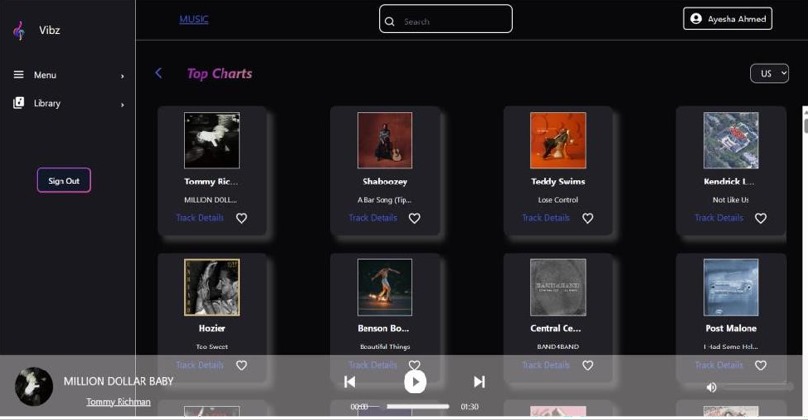 Vibz
MUSIC
Search
Ayesha Ahmed
Menu
Library
Sign Out
Top Charts
US
Tommy Ric...
MILLION DOLL...
Track Details
Shaboozey
A Bar Song (Tip...
Track Details
Teddy Swims
Lose Control
Track Details
Kendrick L...
Not Like Us
Track Details
Hozier
Too Sweet
Track Details
Benson Bo...
Beautiful Things
Track Details
Central Ce...
BAND4BAND
Track Details
Post Malone
I Had Some Hel...
Track Details
MILLION DOLLAR BABY
Tommy Richman
00:00
01:30